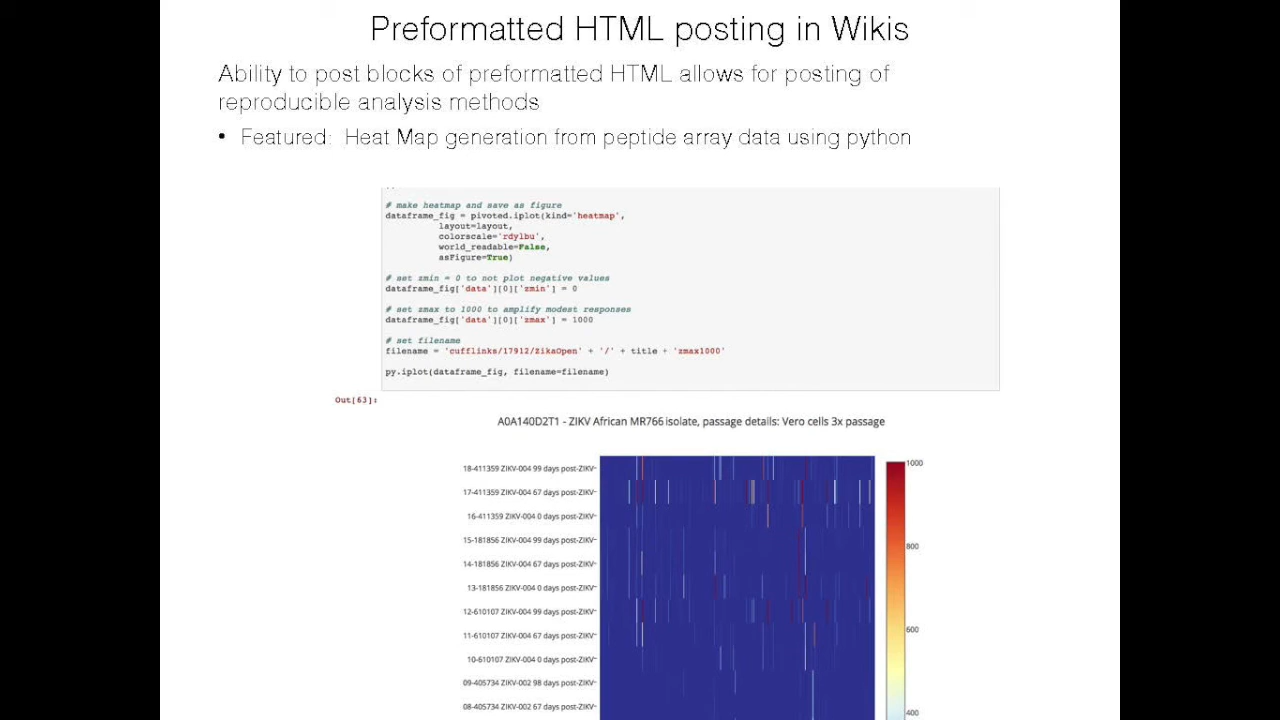 Preformatted HTML posting in Wikis
Ability to post blocks of preformatted HTML allows for posting of
reproducible analysis methods
• Featured: Heat Map generation from peptide array data using python
# make heatmap and save as figure
dataframe_fig = pivoted.iplot(kind='heatmap',
layout=layout,
colorscale='rdylbu',
world_readable=False,
asFigure=True)
# set zmin = 0 to not plot negative values
dataframe_fig['data'][0]['zmin'] = 0
# set zmax to 1000 to amplify modest responses
dataframe_fig['data'][0]['zmax'] = 1000
# set filename
filename = 'cufflinks/17912/ZikaOpen' + '/' + title + 'zmax1000'
py.iplot(dataframe_fig, filename=filename)
Out[63]:
A0A140D2T1 - ZIKV African MR766 isolate, passage details: Vero cells 3x passage
18-411359 ZIKV-004 99 days post-ZIKV
17-411359 ZIKV-004 67 days post-ZIKV
16-411359 ZIKV-004 0 days post-ZIKV
15-181856 ZIKV-004 99 days post-ZIKV
14-181856 ZIKV-004 67 days post-ZIKV
13-181856 ZIKV-004 0 days post-ZIKV
12-610107 ZIKV-004 99 days post-ZIKV
11-610107 ZIKV-004 67 days post-ZIKV
10-610107 ZIKV-004 0 days post-ZIKV
09-405734 ZIKV-002 98 days post-ZIKV
08-405734 ZIKV-002 67 days post-ZIKV
1000
800
600
400